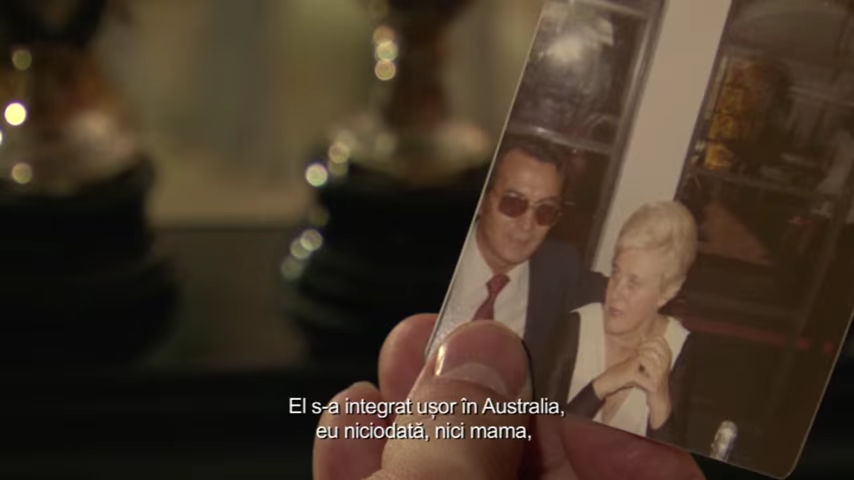 El s-a integrat ușor în Australia,
eu niciodată, nici mama,